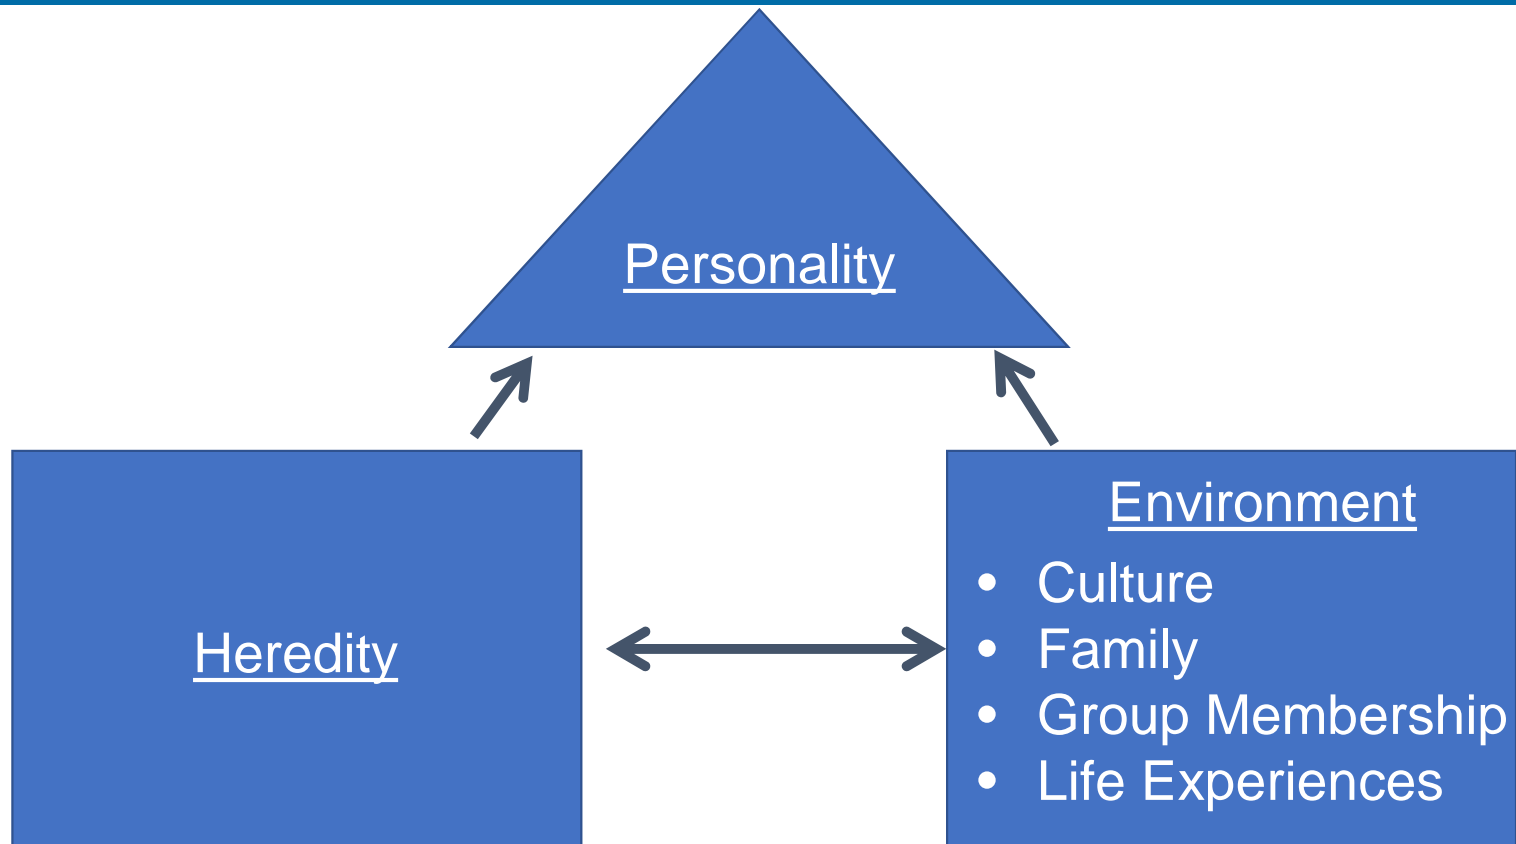 Personality
Heredity
Environment
• Culture
• Family
• Group Membership
• Life Experiences